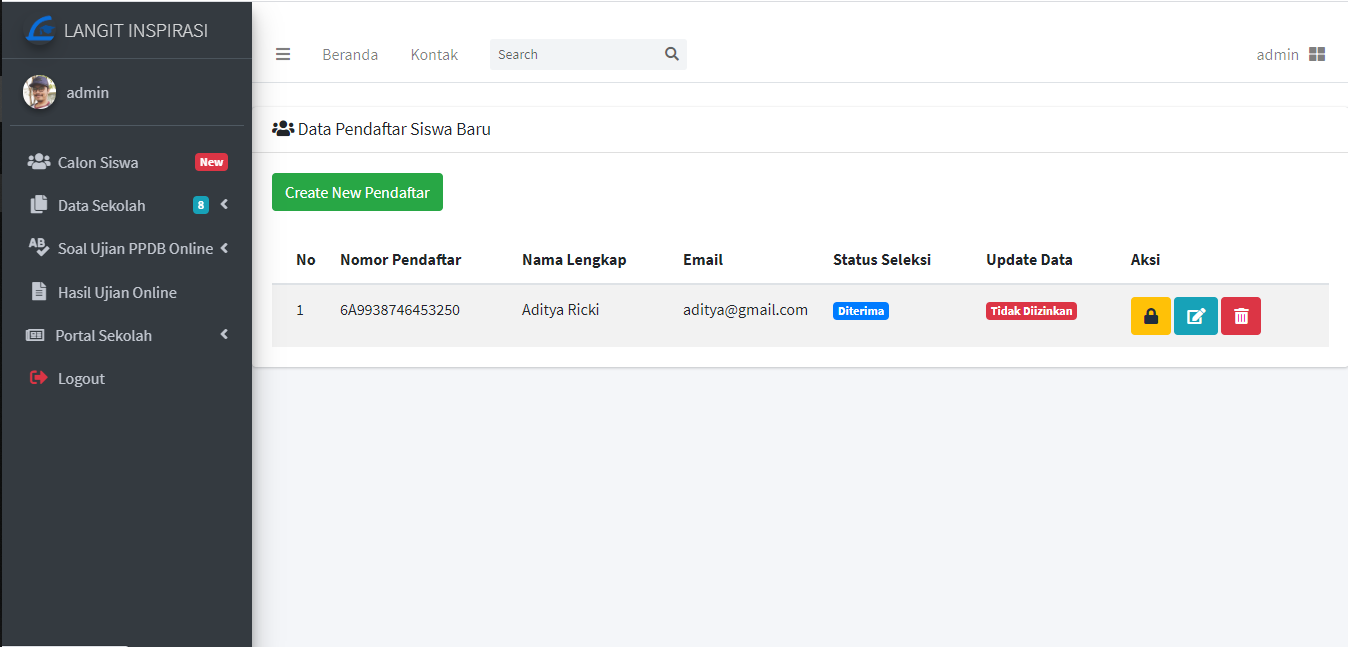 LANGIT INSPIRASI
admin
Calon Siswa New
Data Sekolah 8
Soal Ujian PPDB Online
Hasil Ujian Online
Portal Sekolah
Logout
Beranda Kontak Search admin
Data Pendaftar Siswa Baru
Create New Pendaftar
No Nomor Pendaftar Nama Lengkap Email Status Seleksi Update Data Aksi
1 6A9938746453250 Aditya Ricki aditya@gmail.com Diterima Tidak Diizinkan